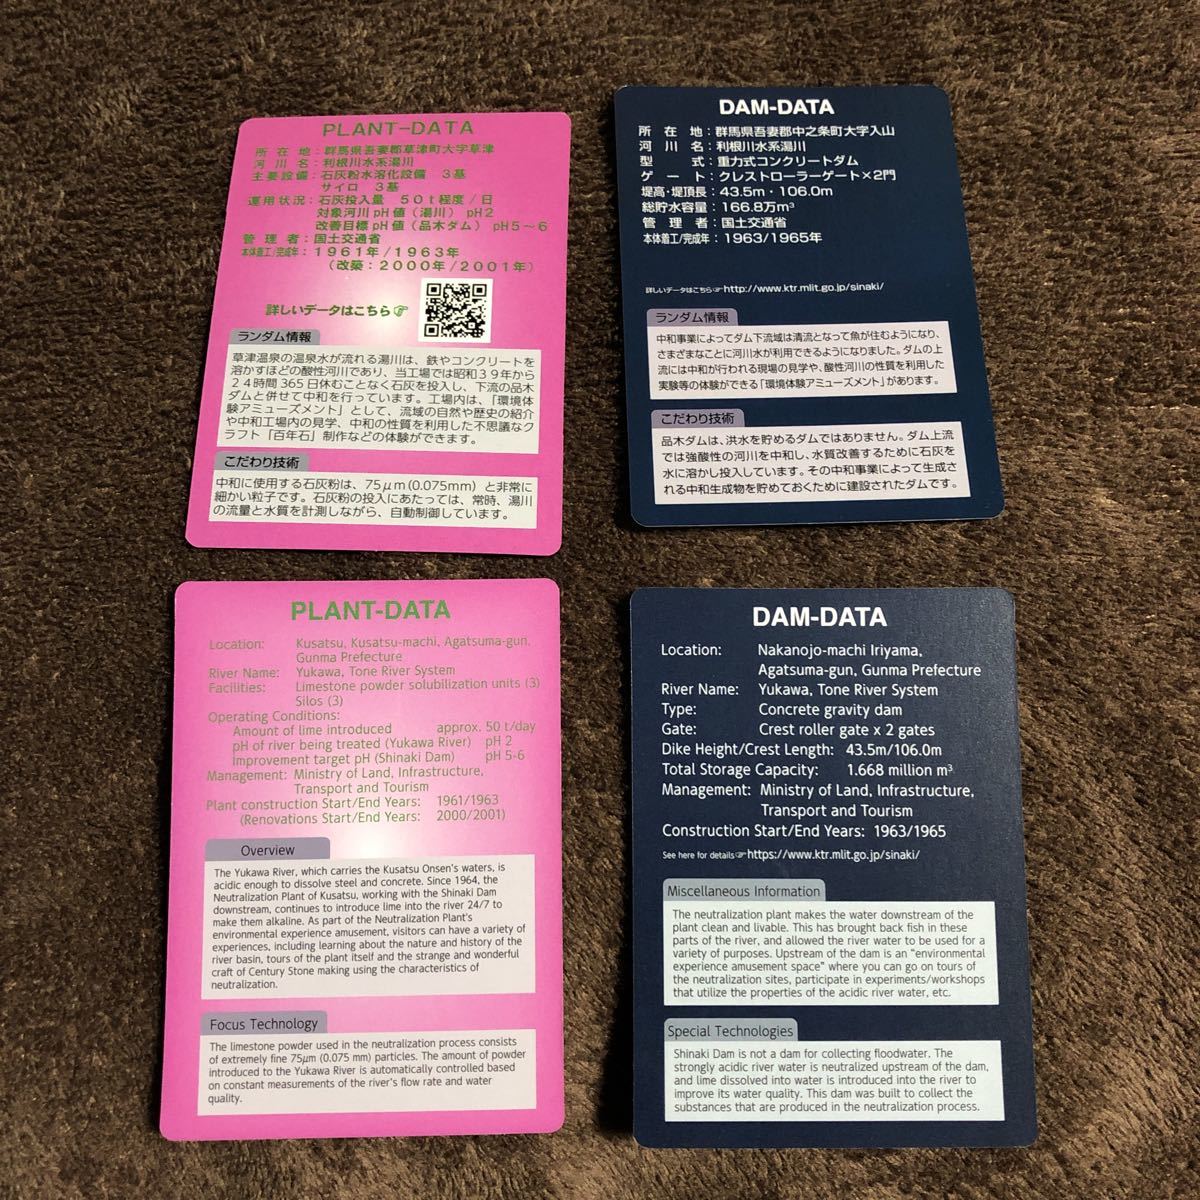 PLANT-DATA
所在地：群馬県吾妻郡草津町大字草津
河川名：利根川水系湯川
主要設備：石灰粉水溶化設備　３基
サイロ　３基
運用状況：石灰投入量　５０ｔ程度／日
対象河川ｐＨ値（湯川）ｐＨ２
改善目標ｐＨ値（品木ダム）ｐＨ５～６
管理者：国土交通省
本体着工/完成年：１９６１年／１９６３年
（改築：２０００年／２００１年）
詳しいデータはこちら☞
ランダム情報
草津温泉の温泉水が流れる湯川は、鉄やコンクリートを
溶かすほどの酸性河川であり、当工場では昭和３９年から
２４時間365日休むことなく石灰を投入し、下流の品木
ダムと併せて中和を行っています。工場内は、「環境体
験アミューズメント」として、流域の自然や歴史の紹介
や中和工場内の見学、中和の性質を利用した不思議なク
ラフト「百年石」制作などの体験ができます。
こだわり技術
中和に使用する石灰粉は、75μm(0.075mm）と非常に
細かい粒子です。石灰粉の投入にあたっては、常時、湯川
の流量と水質を計測しながら、自動制御しています。
DAM-DATA
所在地：群馬県吾妻郡中之条町大字入山
河川名：利根川水系湯川
型式：重力式コンクリートダム
ゲート：クレストローラーゲート×2門
堤高・堤頂長：43.5m・106.0m
総貯水容量：166.8万m³
管理者：国土交通省
本体着工/完成年：1963/1965年
詳しいデータはこちら☞http://www.ktr.mlit.go.jp/sinaki/
ランダム情報
中和事業によってダム下流域は清流となって魚が住むようになり、
さまざまなことに河川水が利用できるようになりました。ダムの上
流には中和が行われる現場の見学や、酸性河川の性質を利用した
実験等の体験ができる「環境体験アミューズメント」があります。
こだわり技術
品木ダムは、洪水を貯めるダムではありません。ダム上流
では強酸性の河川を中和し、水質改善するために石灰を
水に溶かし投入しています。その中和事業によって生成さ
れる中和生成物を貯めておくために建設されたダムです。
PLANT-DATA
Location: Kusatsu, Kusatsu-machi, Agatsuma-gun,
Gunma Prefecture
River Name: Yukawa, Tone River System
Facilities: Limestone powder solubilization units (3)
Silos (3)
Operating Conditions:
Amount of lime introduced approx. 50 t/day
pH of river being treated (Yukawa River) pH 2
Improvement target pH (Shinaki Dam) pH 5-6
Management: Ministry of Land, Infrastructure,
Transport and Tourism
Plant construction Start/End Years: 1961/1963
(Renovations Start/End Years: 2000/2001)
Overview
The Yukawa River, which carries the Kusatsu Onsen's waters, is
acidic enough to dissolve steel and concrete. Since 1964, the
Neutralization Plant of Kusatsu, working with the Shinaki Dam
downstream, continues to introduce lime into the river 24/7 to
make them alkaline. As part of the Neutralization Plant's
environmental experience amusement, visitors can have a variety of
experiences, including learning about the nature and history of the
river basin, tours of the plant itself and the strange and wonderful
craft of Century Stone making using the characteristics of
neutralization.
Focus Technology
The limestone powder used in the neutralization process consists
of extremely fine 75μm (0.075 mm) particles. The amount of powder
introduced to the Yukawa River is automatically controlled based
on constant measurements of the river's flow rate and water
quality.
DAM-DATA
Location: Nakanojo-machi Iriyama,
Agatsuma-gun, Gunma Prefecture
River Name: Yukawa, Tone River System
Type: Concrete gravity dam
Gate: Crest roller gate x 2 gates
Dike Height/Crest Length: 43.5m/106.0m
Total Storage Capacity: 1.668 million m³
Management: Ministry of Land, Infrastructure,
Transport and Tourism
Construction Start/End Years: 1963/1965
See here for details☞https://www.ktr.mlit.go.jp/sinaki/
Miscellaneous Information
The neutralization plant makes the water downstream of the
plant clean and livable. This has brought back fish in these
parts of the river, and allowed the river water to be used for a
variety of purposes. Upstream of the dam is an "environmental
experience amusement space" where you can go on tours of
the neutralization sites, participate in experiments/workshops
that utilize the properties of the acidic river water, etc.
Special Technologies
Shinaki Dam is not a dam for collecting floodwater. The
strongly acidic river water is neutralized upstream of the dam,
and lime dissolved into water is introduced into the river to
improve its water quality. This dam was built to collect the
substances that are produced in the neutralization process.